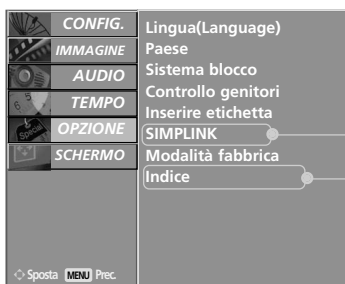 CONFIG.
IMMAGINE
AUDIO
TEMPO
OPZIONE
SCHERMO
Lingua(Language)
Paese
Sistema blocco
Controllo genitori
Inserire etichetta
SIMPLINK
Modalità fabbrica
Indice
Sposta MENU Prec.